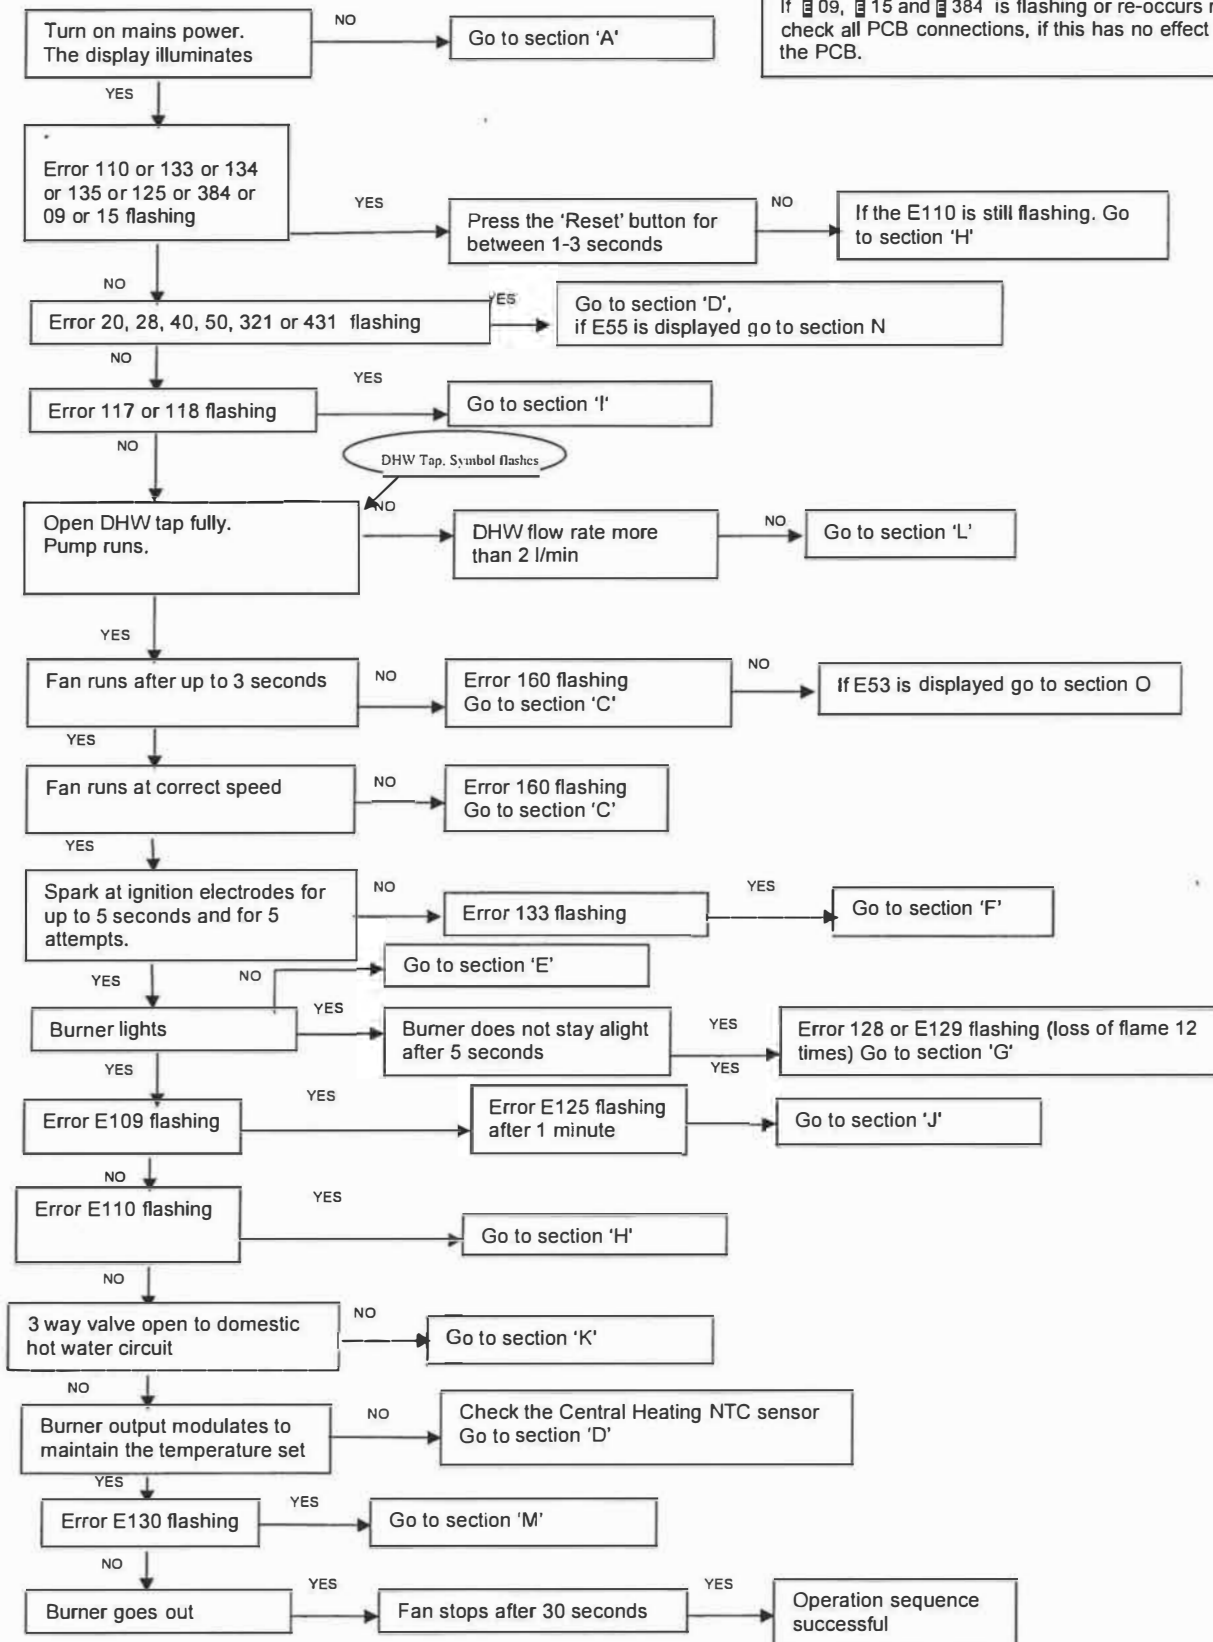 If E 09, E 15 and E 384 is flashing or re-occurs
check all PCB connections, if this has no effect
the PCB.
Turn on mains power.
The display illuminates
NO
Go to section 'A'
YES
Error 110 or 133 or 134
or 135 or 125 or 384 or
09 or 15 flashing
YES
Press the 'Reset' button for
between 1-3 seconds
NO
If the E110 is still flashing. Go
to section 'H'
NO
Error 20, 28, 40, 50, 321 or 431 flashing
YES
Go to section 'D',
if E55 is displayed go to section N
NO
Error 117 or 118 flashing
YES
Go to section 'I'
NO
DHW Tap. Symbol flashes
Open DHW tap fully.
Pump runs.
NO
DHW flow rate more
than 2 l/min
NO
Go to section 'L'
YES
Fan runs after up to 3 seconds
NO
Error 160 flashing
Go to section 'C'
NO
If E53 is displayed go to section O
YES
Fan runs at correct speed
NO
Error 160 flashing
Go to section 'C'
YES
Spark at ignition electrodes for
up to 5 seconds and for 5
attempts.
NO
Error 133 flashing
YES
Go to section 'F'
YES
NO
Go to section 'E'
Burner lights
YES
Burner does not stay alight
after 5 seconds
YES
YES
Error 128 or E129 flashing (loss of flame 12
times) Go to section 'G'
YES
Error E109 flashing
YES
Error E125 flashing
after 1 minute
Go to section 'J'
NO
Error E110 flashing
YES
Go to section 'H'
NO
3 way valve open to domestic
hot water circuit
NO
Go to section 'K'
NO
Burner output modulates to
maintain the temperature set
NO
Check the Central Heating NTC sensor
Go to section 'D'
YES
Error E130 flashing
YES
Go to section 'M'
NO
Burner goes out
YES
Fan stops after 30 seconds
YES
Operation sequence
successful